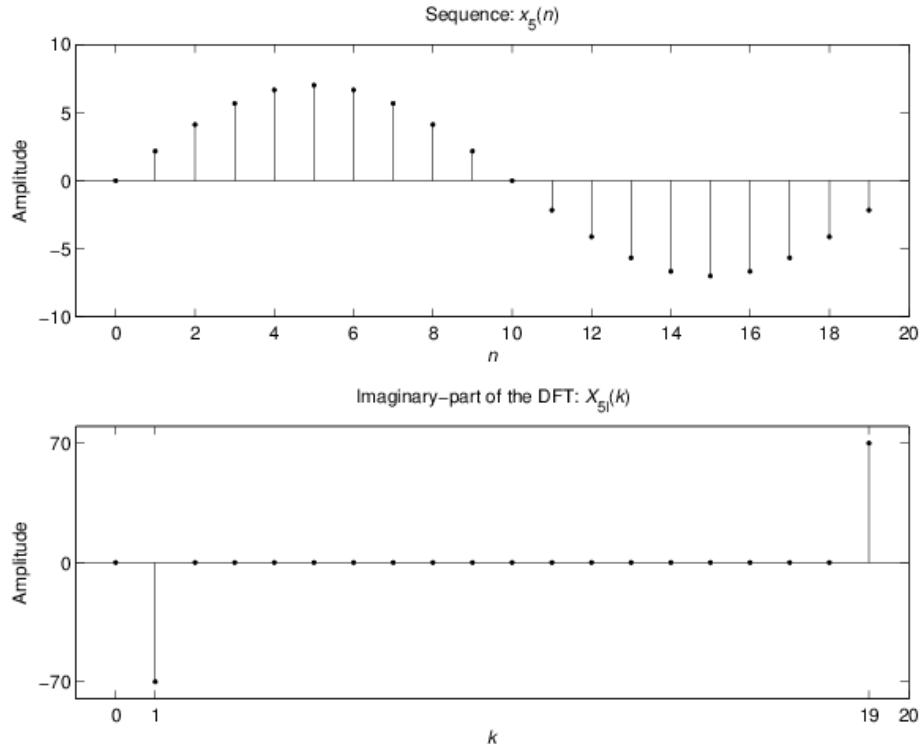 Sequence: x5(n)
10
5
0
−5
−10
Amplitude
0 2 4 6 8 10 12 14 16 18 20
n
Imaginary−part of the DFT: X5I(k)
70
0
−70
Amplitude
0 1 19 20
k